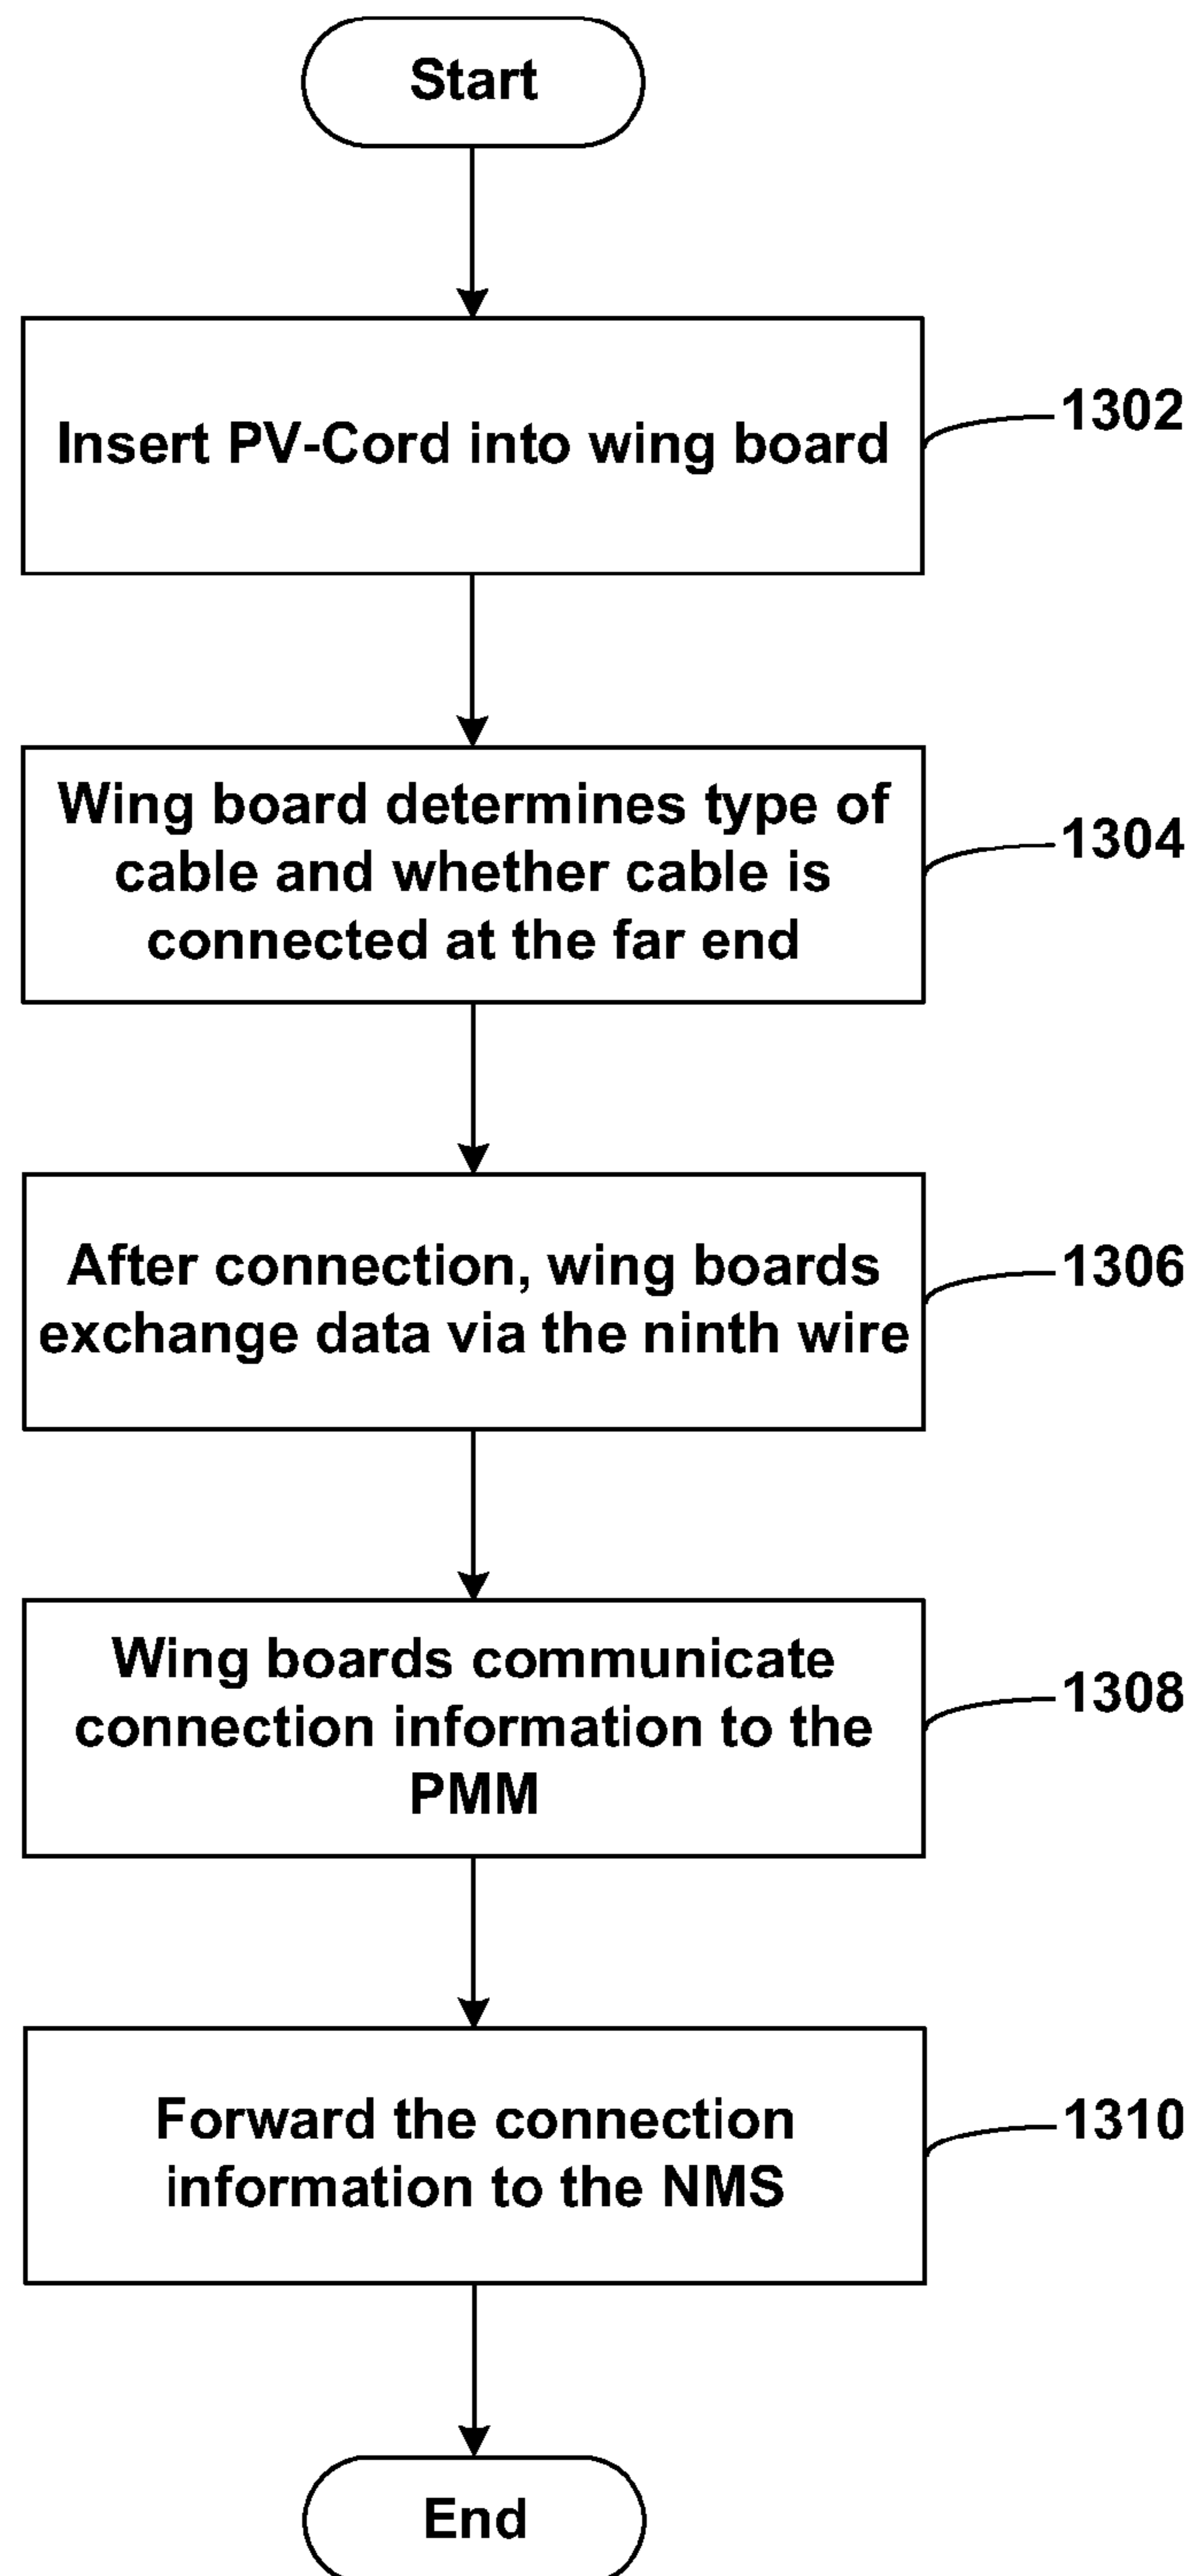 Start
Insert PV-Cord into wing board
1302
Wing board determines type of
cable and whether cable is
connected at the far end
1304
After connection, wing boards
exchange data via the ninth wire
1306
Wing boards communicate
connection information to the
PMM
1308
Forward the connection
information to the NMS
1310
End